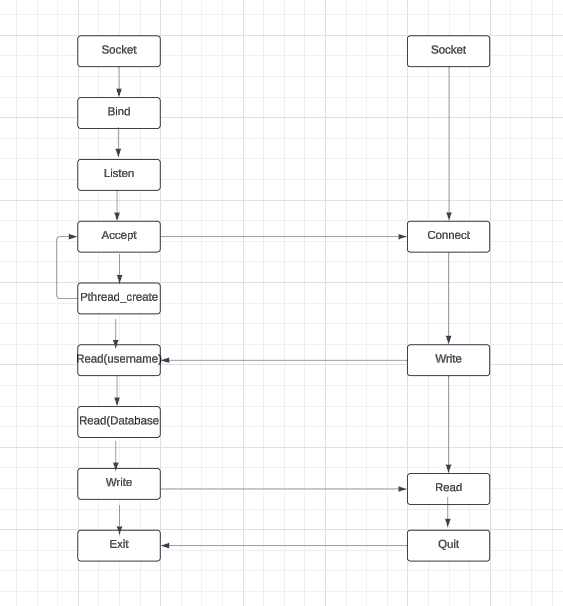 Socket
Socket
Bind
Listen
Accept
Connect
Pthread_create
Read(username)
Write
Read(Database
Write
Read
Exit
Quit